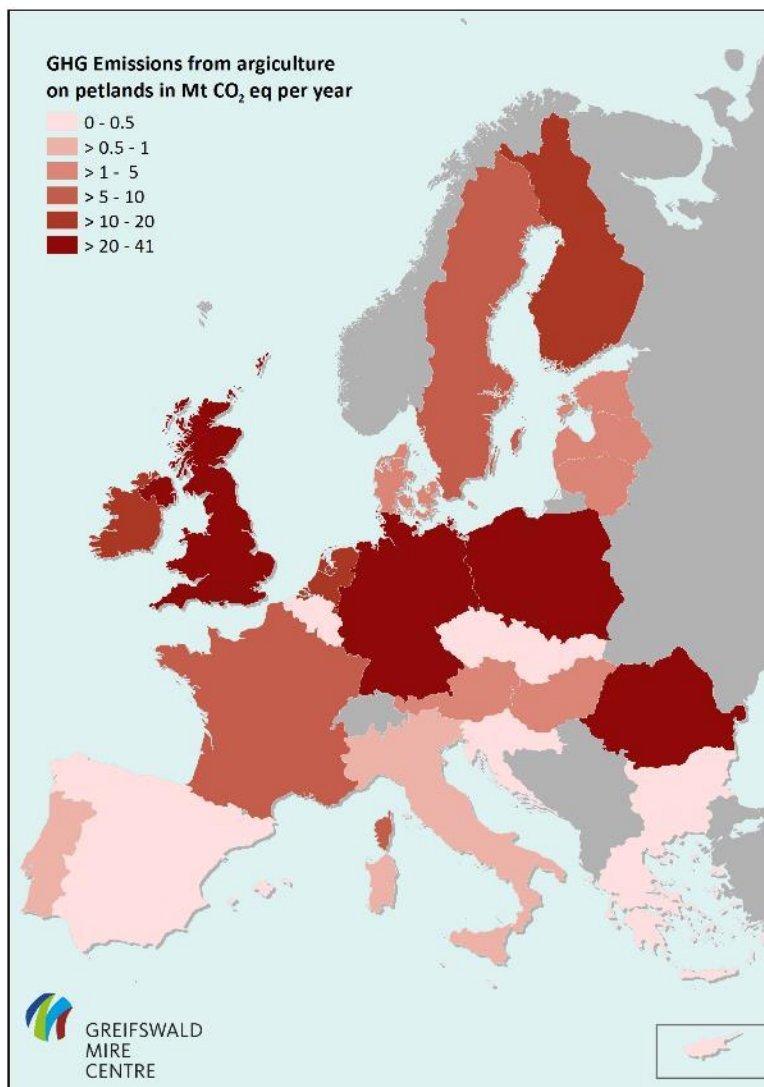 GHG Emissions from argiculture
on petlands in Mt CO₂ eq per year
0 - 0.5
> 0.5 - 1
> 1 - 5
> 5 - 10
> 10 - 20
> 20 - 41
GREIFSWALD
MIRE
CENTRE